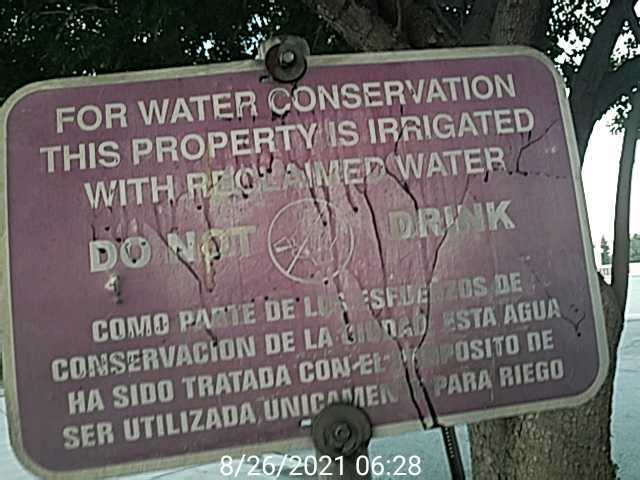 FOR WATER CONSERVATION
THIS PROPERTY IS IRRIGATED
WITH RECLAIMED WATER
DO NOT DRINK
COMO PARTE DE LOS ESFUERZOS DE
CONSERVACION DE LA CIUDAD, ESTA AGUA
HA SIDO TRATADA CON EL PROPOSITO DE
SER UTILIZADA UNICAMENTE PARA RIEGO
8/26/2021 06:28